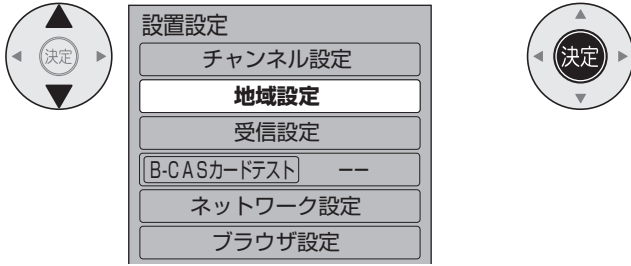 決定
設置設定
チャンネル設定
地域設定
受信設定
B-CASカードテスト --
ネットワーク設定
ブラウザ設定
決定